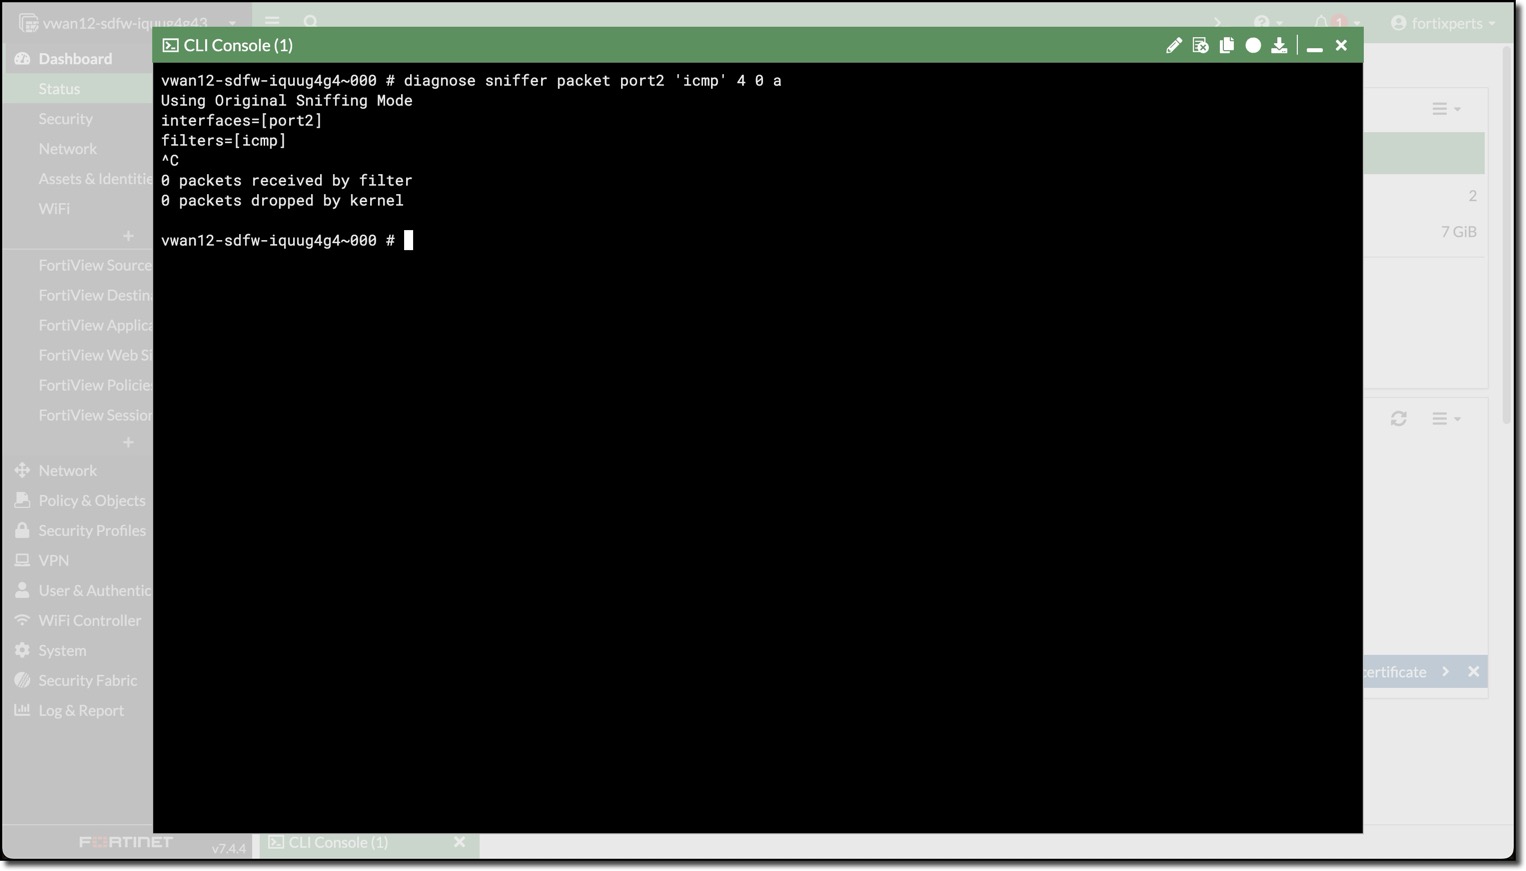 vwan12-sdfw-iquug4g43
1
fortixperts
CLI Console (1)
Dashboard
Status
Security
Network
Assets & Identitie
WiFi
+
FortiView Source
FortiView Destin
FortiView Applica
FortiView Web Si
FortiView Policie
FortiView Session
+
Network
Policy & Objects
Security Profiles
VPN
User & Authentic
WiFi Controller
System
Security Fabric
Log & Report
vwan12-sdfw-iquug4g4~000 # diagnose sniffer packet port2 'icmp' 4 0 a
Using Original Sniffing Mode
interfaces=[port2]
filters=[icmp]
^C
0 packets received by filter
0 packets dropped by kernel
vwan12-sdfw-iquug4g4~000 #
2
7 GiB
certificate
FORTINET
v7.4.4
CLI Console (1)